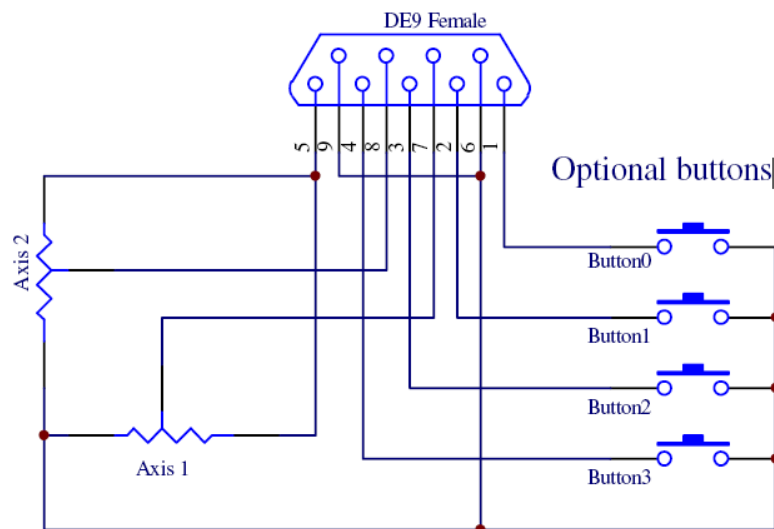 DE9 Female
5 9 4 8 3 7 2 6 1
Optional buttons
Axis 2
Button0
Button1
Button2
Axis 1
Button3